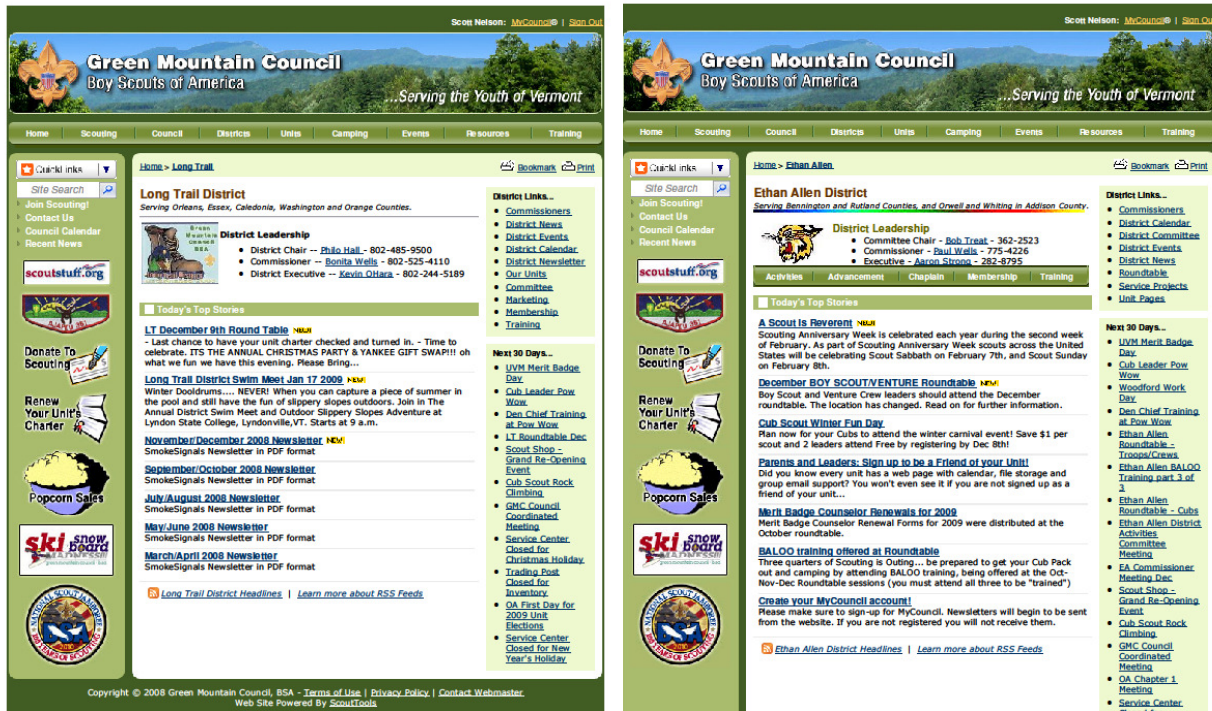 Scott Nelson: MyCouncil® | Sign Out
Green Mountain Council
Boy Scouts of America
...Serving the Youth of Vermont
Home Scouting Council Districts Units Camping Events Resources Training
QuickLinks
Site Search
Join Scouting!
Contact Us
Council Calendar
Recent News
scoutstuff.org
Donate To
Scouting
Renew
Your Unit's
Charter
Popcorn Sales
ski snow
board
MADNESS!!!
NATIONAL SCOUT JAMBOREE
BSA
100 YEARS OF SCOUTING
Home > Long Trail
Bookmark Print
Long Trail District
Serving Orleans, Essex, Caledonia, Washington and Orange Counties.
Green
Mountain
Council
BSA
District Leadership
• District Chair -- Philo Hall - 802-485-9500
• Commissioner -- Bonita Wells - 802-525-4110
• District Executive -- Kevin OHara - 802-244-5189
Today's Top Stories
LT December 9th Round Table NEW!
- Last chance to have your unit charter checked and turned in. - Time to
celebrate. ITS THE ANNUAL CHRISTMAS PARTY & YANKEE GIFT SWAP!!! oh
what we fun we have this evening. Please Bring...
Long Trail District Swim Meet Jan 17 2009 NEW!
Winter Dooldrums.... NEVER! When you can capture a piece of summer in
the pool and still have the fun of slippery slopes outdoors. Join in The
Annual District Swim Meet and Outdoor Slippery Slopes Adventure at
Lyndon State College, Lyndonville,VT. Starts at 9 a.m.
November/December 2008 Newsletter NEW!
SmokeSignals Newsletter in PDF format
September/October 2008 Newsletter
SmokeSignals Newsletter in PDF format
July/August 2008 Newsletter
SmokeSignals Newsletter in PDF format
May/June 2008 Newsletter
SmokeSignals Newsletter in PDF format
March/April 2008 Newsletter
SmokeSignals Newsletter in PDF format
Long Trail District Headlines | Learn more about RSS Feeds
District Links...
• Commissioners
• District News
• District Events
• District Calendar
• District Newsletter
• Our Units
• Committee
• Marketing
• Membership
• Training
Next 30 Days...
• UVM Merit Badge
Day
• Cub Leader Pow
Wow
• Den Chief Training
at Pow Wow
• LT Roundtable Dec
• Scout Shop -
Grand Re-Opening
Event
• Cub Scout Rock
Climbing
• GMC Council
Coordinated
Meeting
• Service Center
Closed for
Christmas Holiday
• Trading Post
Closed for
Inventory
• OA First Day for
2009 Unit
Elections
• Service Center
Closed for New
Year's Holiday
Copyright © 2008 Green Mountain Council, BSA - Terms of Use | Privacy Policy | Contact Webmaster
Web Site Powered By ScoutTools
Scott Nelson: MyCouncil® | Sign Ou
Green Mountain Council
Boy Scouts of America
...Serving the Youth of Vermont
Home Scouting Council Districts Units Camping Events Resources Training
QuickLinks
Site Search
Join Scouting!
Contact Us
Council Calendar
Recent News
scoutstuff.org
Donate To
Scouting
Renew
Your Unit's
Charter
Popcorn Sales
ski snow
board
MADNESS!!!
NATIONAL SCOUT JAMBOREE
BSA
100 YEARS OF SCOUTING
Home > Ethan Allen
Bookmark Print
Ethan Allen District
Serving Bennington and Rutland Counties, and Orwell and Whiting in Addison County.
District Leadership
• Committee Chair - Bob Treat - 362-2523
• Commissioner - Paul Wells - 775-4226
• Executive - Aaron Strong - 282-8795
Activities Advancement Chaplain Membership Training
Today's Top Stories
A Scout is Reverent NEW!
Scouting Anniversary Week is celebrated each year during the second week
of February. As part of Scouting Anniversary Week scouts across the United
States will be celebrating Scout Sabbath on February 7th, and Scout Sunday
on February 8th.
December BOY SCOUT/VENTURE Roundtable NEW!
Boy Scout and Venture Crew leaders should attend the December
roundtable. The location has changed. Read on for further information.
Cub Scout Winter Fun Day
Plan now for your Cubs to attend the winter carnival event! Save $1 per
scout and 2 leaders attend free by registering by Dec 8th!
Parents and Leaders: Sign up to be a Friend of your Unit!
Did you know every unit has a web page with calendar, file storage and
group email support? You won't even see it if you are not signed up as a
friend of your unit...
Merit Badge Counselor Renewals for 2009
Merit Badge Counselor Renewal Forms for 2009 were distributed at the
October roundtable.
BALOO training offered at Roundtable
Three quarters of Scouting is Outing... be prepared to get your Cub Pack
out and camping by attending BALOO training, being offered at the Oct-
Nov-Dec Roundtable sessions (you must attend all three to be "trained")
Create your MyCouncil account!
Please make sure to sign-up for MyCouncil. Newsletters will begin to be sent
from the website. If you are not registered you will not receive them.
Ethan Allen District Headlines | Learn more about RSS Feeds
District Links...
• Commissioners
• District Calendar
• District Committee
• District Events
• District News
• Roundtable
• Service Projects
• Unit Pages
Next 30 Days...
• UVM Merit Badge
Day
• Cub Leader Pow
Wow
• Woodford Work
Day
• Den Chief Training
at Pow Wow
• Ethan Allen
Roundtable -
Troops/Crews
• Ethan Allen BALOO
Training part 3 of
3
• Ethan Allen
Roundtable - Cubs
• Ethan Allen District
Activities
Committee
Meeting
• EA Commissioner
Meeting Dec
• Scout Shop -
Grand Re-Opening
Event
• Cub Scout Rock
Climbing
• GMC Council
Coordinated
Meeting
• OA Chapter 1
Meeting
• Service Center